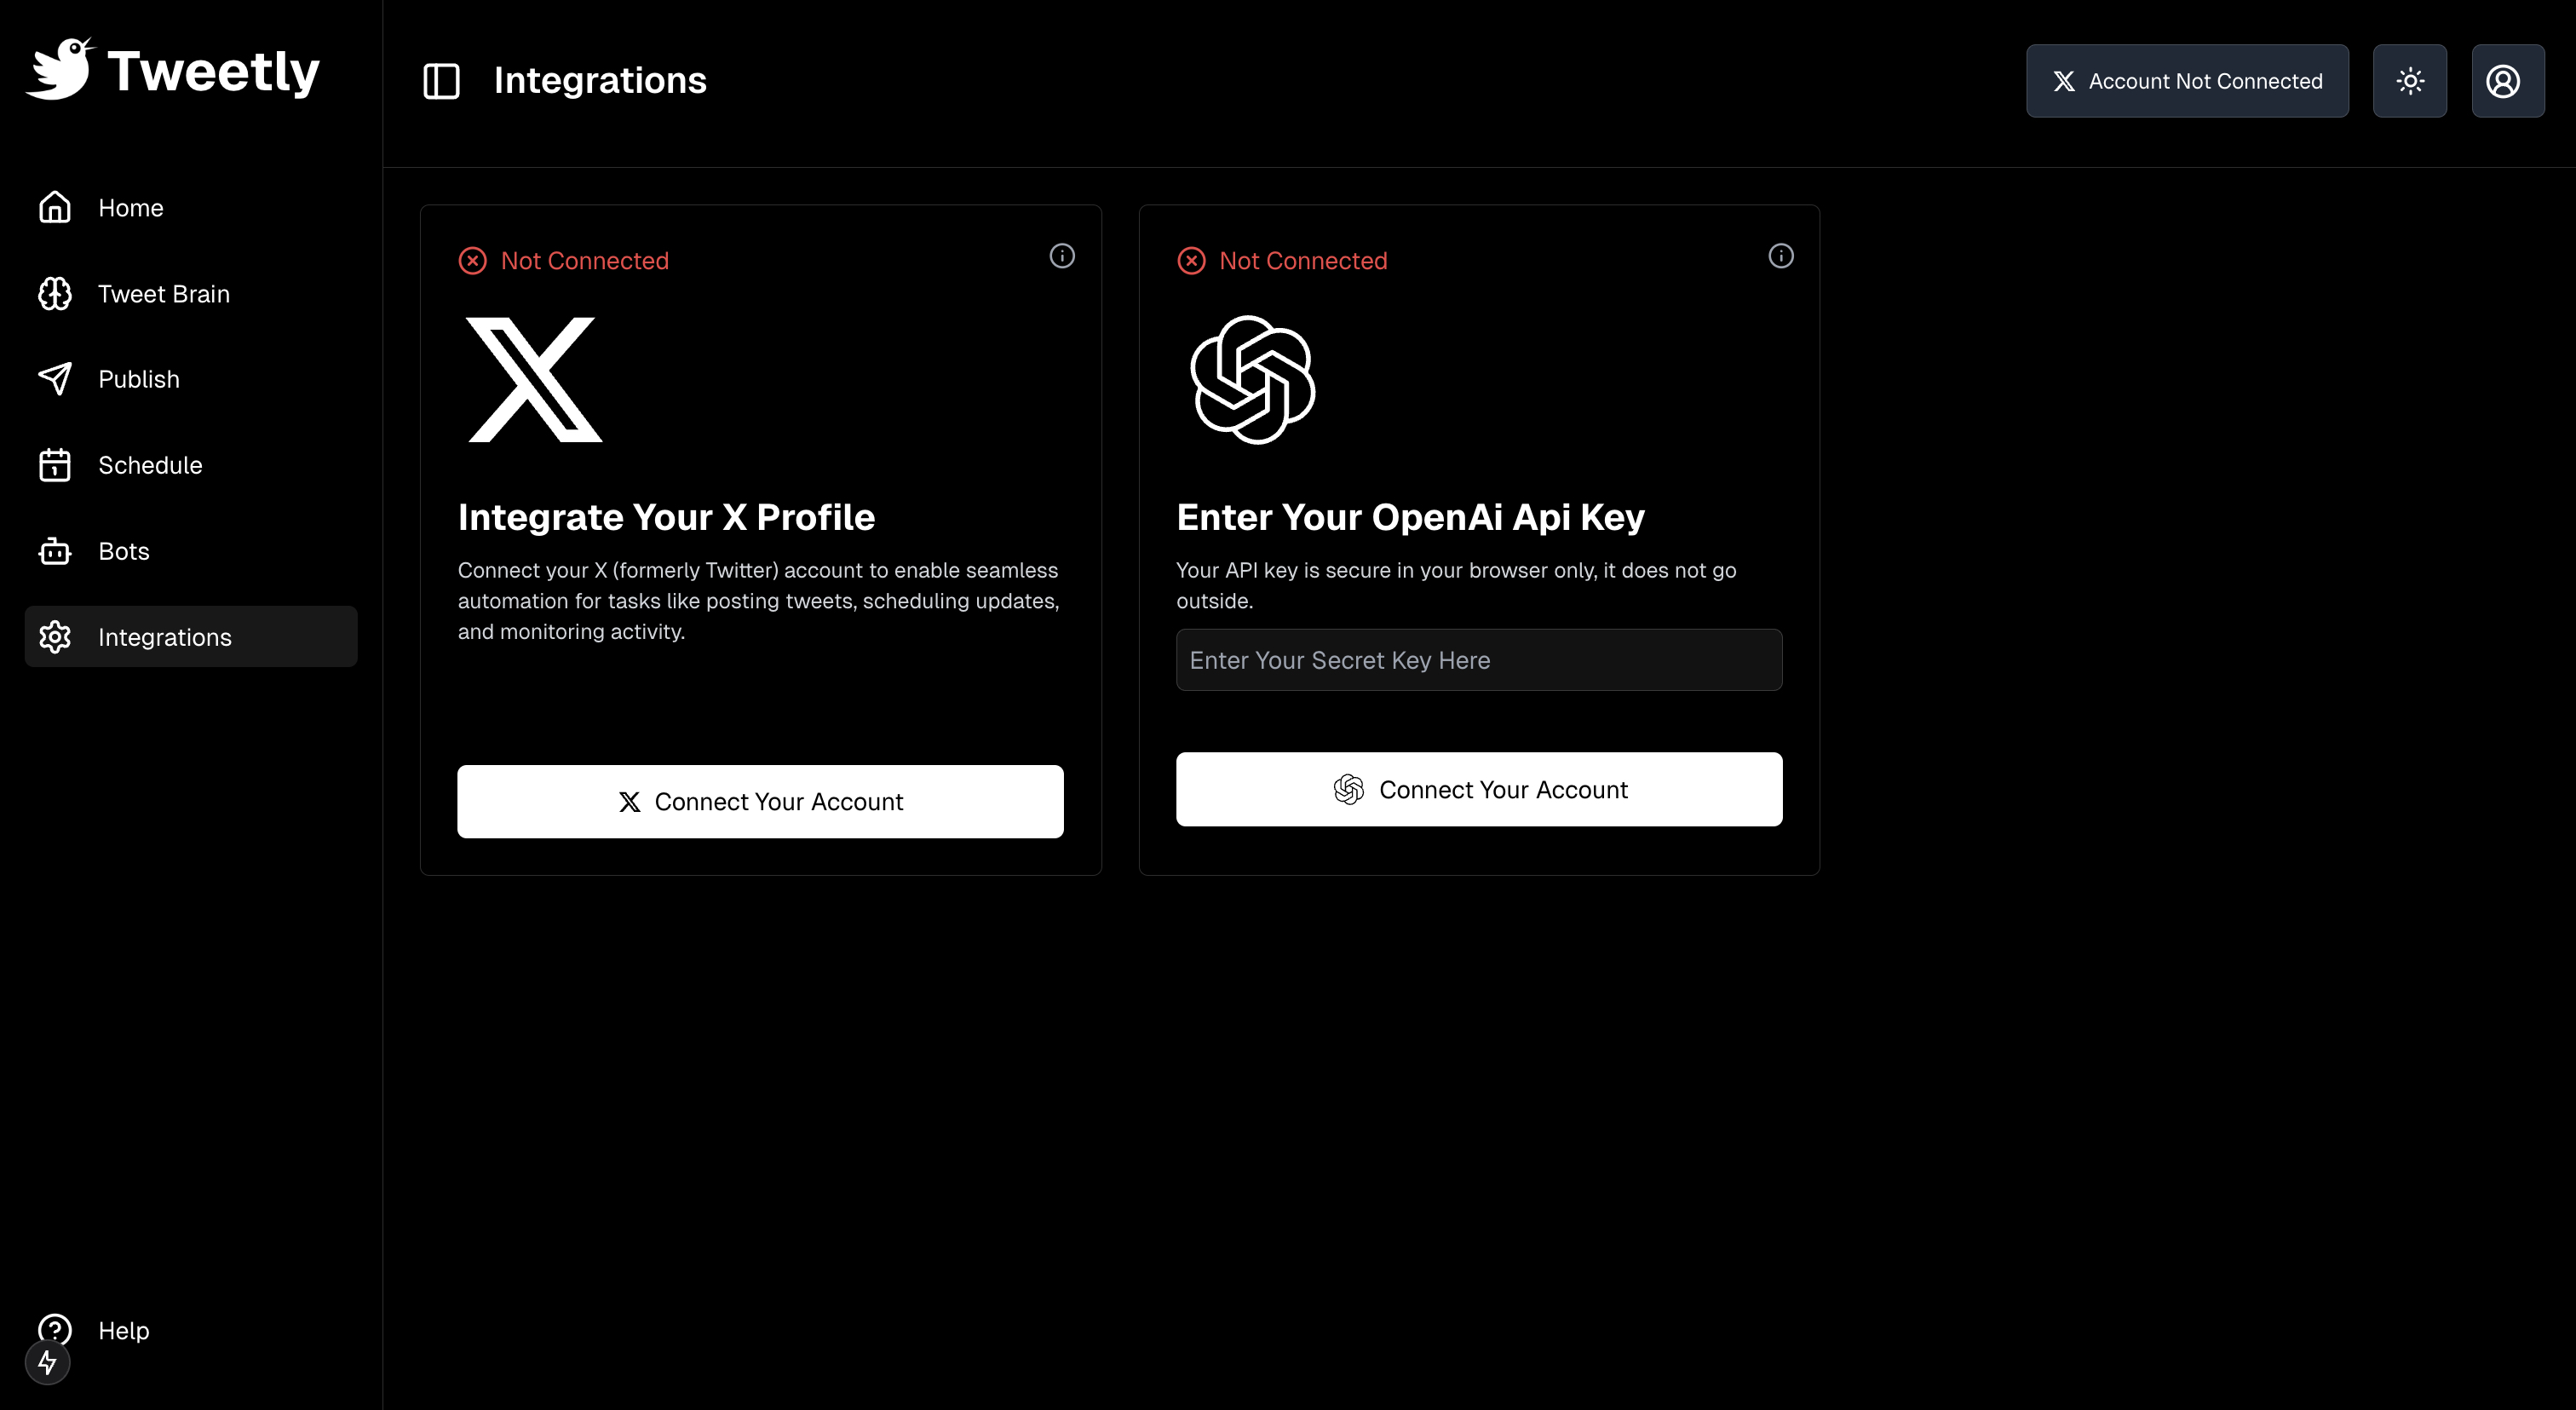 Tweetly
Home
Tweet Brain
Publish
Schedule
Bots
Integrations
Help
Integrations
Account Not Connected
Not Connected
Integrate Your X Profile
Connect your X (formerly Twitter) account to enable seamless
automation for tasks like posting tweets, scheduling updates,
and monitoring activity.
Connect Your Account
Not Connected
Enter Your OpenAi Api Key
Your API key is secure in your browser only, it does not go
outside.
Enter Your Secret Key Here
Connect Your Account